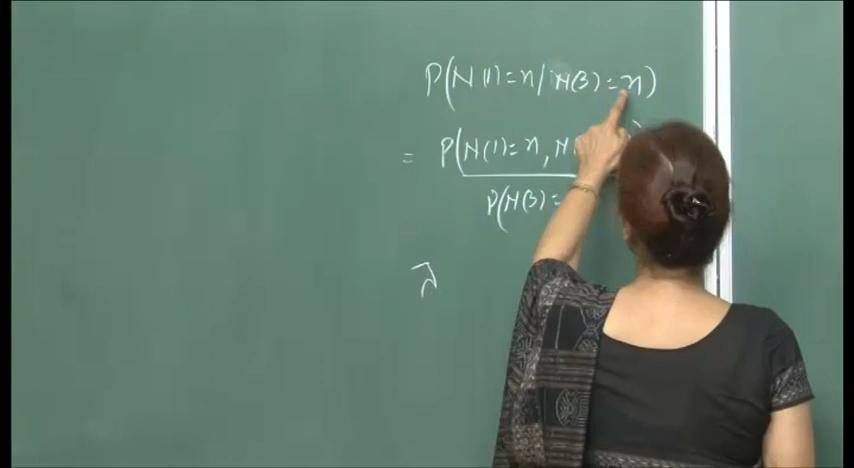 P(N(1)=n/N(3)=n)
= P(N(1)=n, N
P(N(3)=
λ